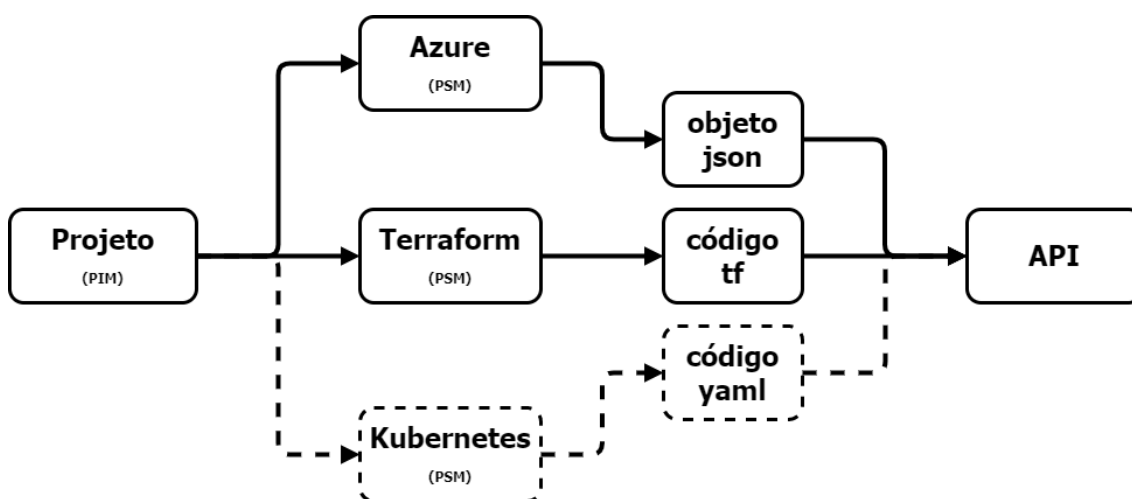 Azure
(PSM)
objeto
json
Projeto
(PIM)
Terraform
(PSM)
código
tf
API
código
yaml
Kubernetes
(PSM)